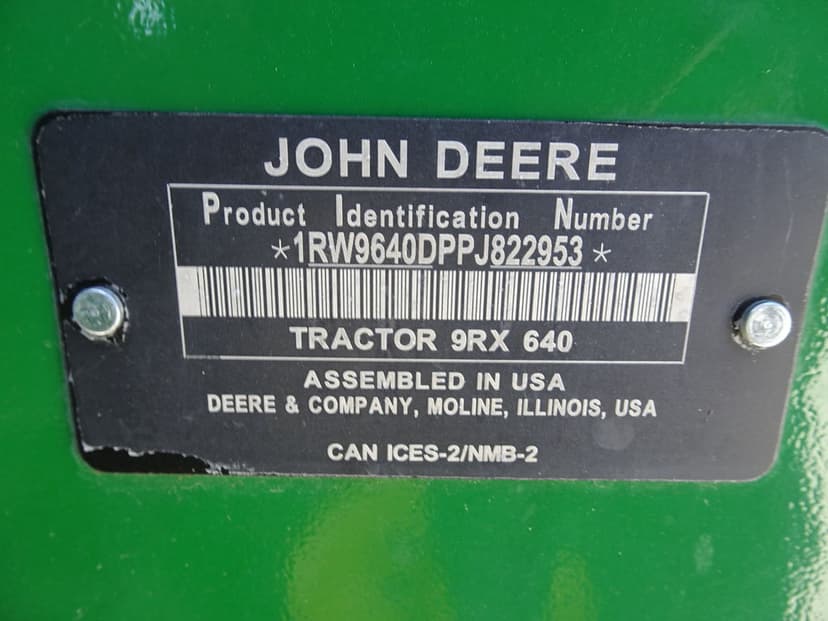 JOHN DEERE
Product Identification Number
*1RW9640DPPJ822953*
TRACTOR 9RX 640
ASSEMBLED IN USA
DEERE & COMPANY, MOLINE, ILLINOIS, USA
CAN ICES-2/NMB-2